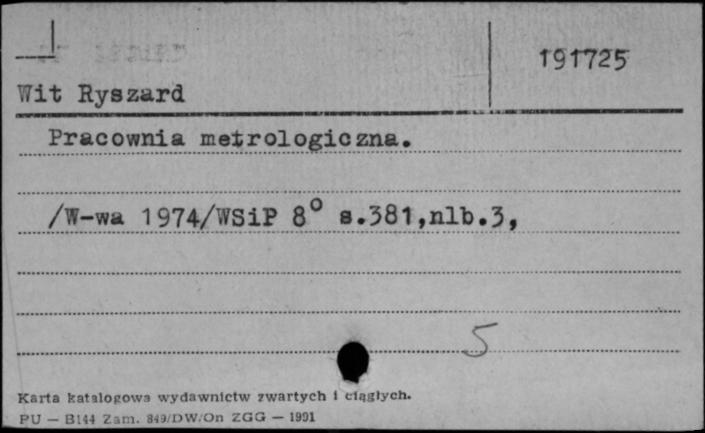 191725
Wit Ryszard
Pracownia metrologiczna.
/W-wa 1974/WSiP 8° s.381,nlb.3,
5
Karta katalogowa wydawnictw zwartych i ciągłych.
PU — B144 Zam. 849/DW/On ZGG — 1991